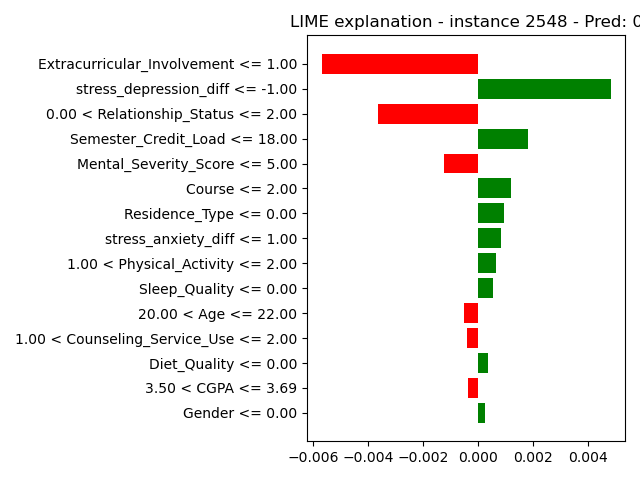 LIME explanation - instance 2548 - Pred: 0
Extracurricular_Involvement <= 1.00
stress_depression_diff <= -1.00
0.00 < Relationship_Status <= 2.00
Semester_Credit_Load <= 18.00
Mental_Severity_Score <= 5.00
Course <= 2.00
Residence_Type <= 0.00
stress_anxiety_diff <= 1.00
1.00 < Physical_Activity <= 2.00
Sleep_Quality <= 0.00
20.00 < Age <= 22.00
1.00 < Counseling_Service_Use <= 2.00
Diet_Quality <= 0.00
3.50 < CGPA <= 3.69
Gender <= 0.00
−0.006 −0.004 −0.002 0.000 0.002 0.004